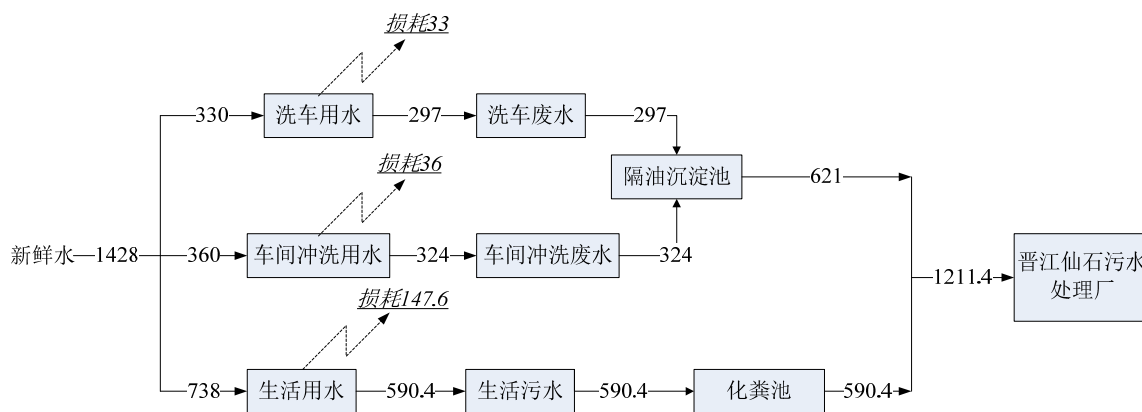 损耗33
330
洗车用水
297
洗车废水
297
损耗36
隔油沉淀池
621
新鲜水
1428
360
车间冲洗用水
324
车间冲洗废水
324
1211.4
晋江仙石污水
处理厂
损耗147.6
738
生活用水
590.4
生活污水
590.4
化粪池
590.4